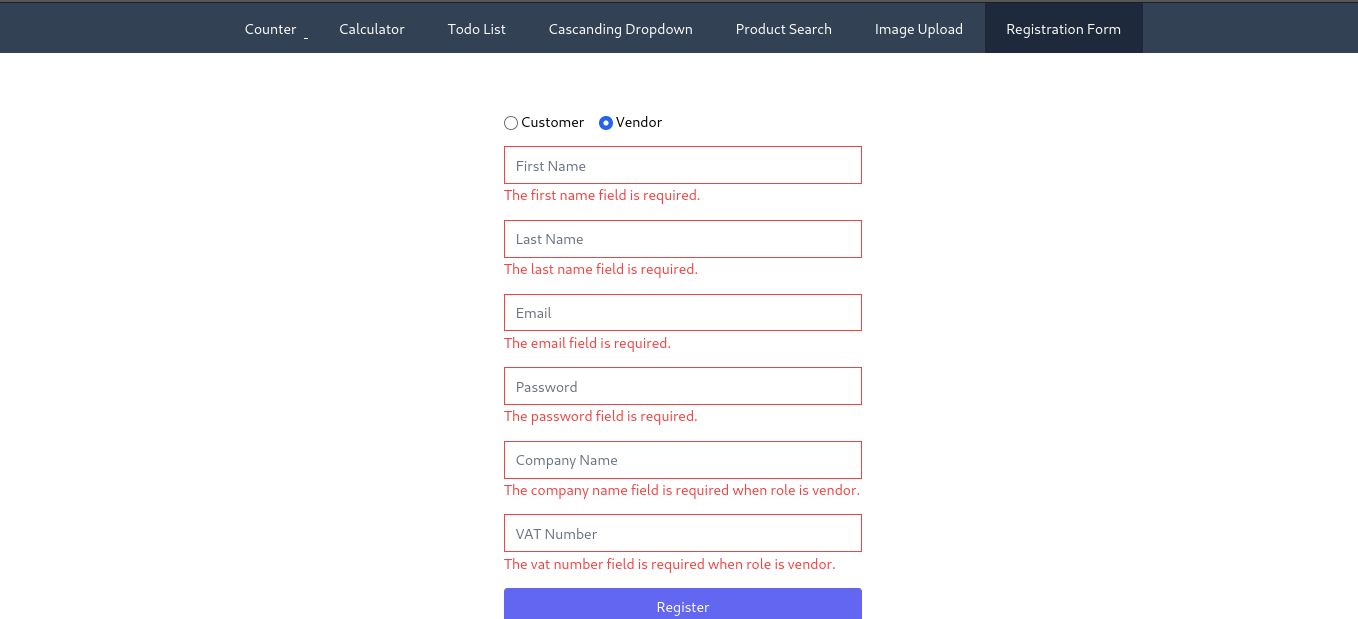 Counter Calculator Todo List Cascanding Dropdown Product Search Image Upload Registration Form
Customer Vendor
First Name
The first name field is required.
Last Name
The last name field is required.
Email
The email field is required.
Password
The password field is required.
Company Name
The company name field is required when role is vendor.
VAT Number
The vat number field is required when role is vendor.
Register